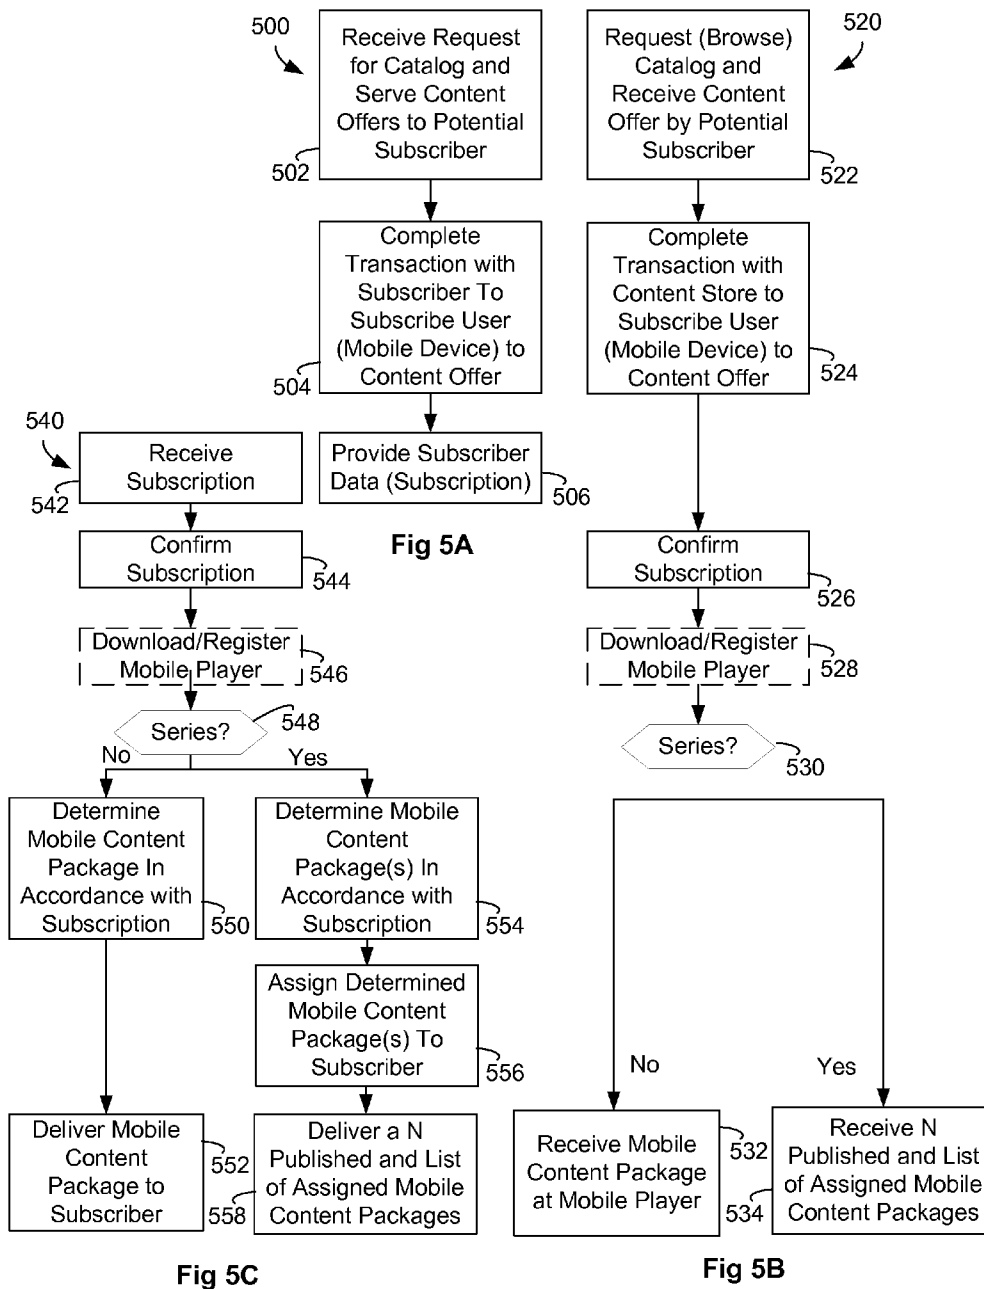 500
Receive Request
for Catalog and
Serve Content
Offers to Potential
Subscriber
502
Complete
Transaction with
Subscriber To
Subscribe User
(Mobile Device) to
Content Offer
504
Provide Subscriber
Data (Subscription)
506
Fig 5A
520
Request (Browse)
Catalog and
Receive Content
Offer by Potential
Subscriber
522
Complete
Transaction with
Content Store to
Subscribe User
(Mobile Device) to
Content Offer
524
Confirm
Subscription
526
Download/Register
Mobile Player
528
Series?
530
No
Yes
Receive Mobile
Content Package
at Mobile Player
532
Receive N
Published and List
of Assigned Mobile
Content Packages
534
Fig 5B
540
Receive
Subscription
542
Confirm
Subscription
544
Download/Register
Mobile Player
546
Series?
548
No
Yes
Determine
Mobile Content
Package In
Accordance with
Subscription
550
Deliver Mobile
Content
Package to
Subscriber
552
Determine Mobile
Content
Package(s) In
Accordance with
Subscription
554
Assign Determined
Mobile Content
Package(s) To
Subscriber
556
Deliver a N
Published and List
of Assigned Mobile
Content Packages
558
Fig 5C